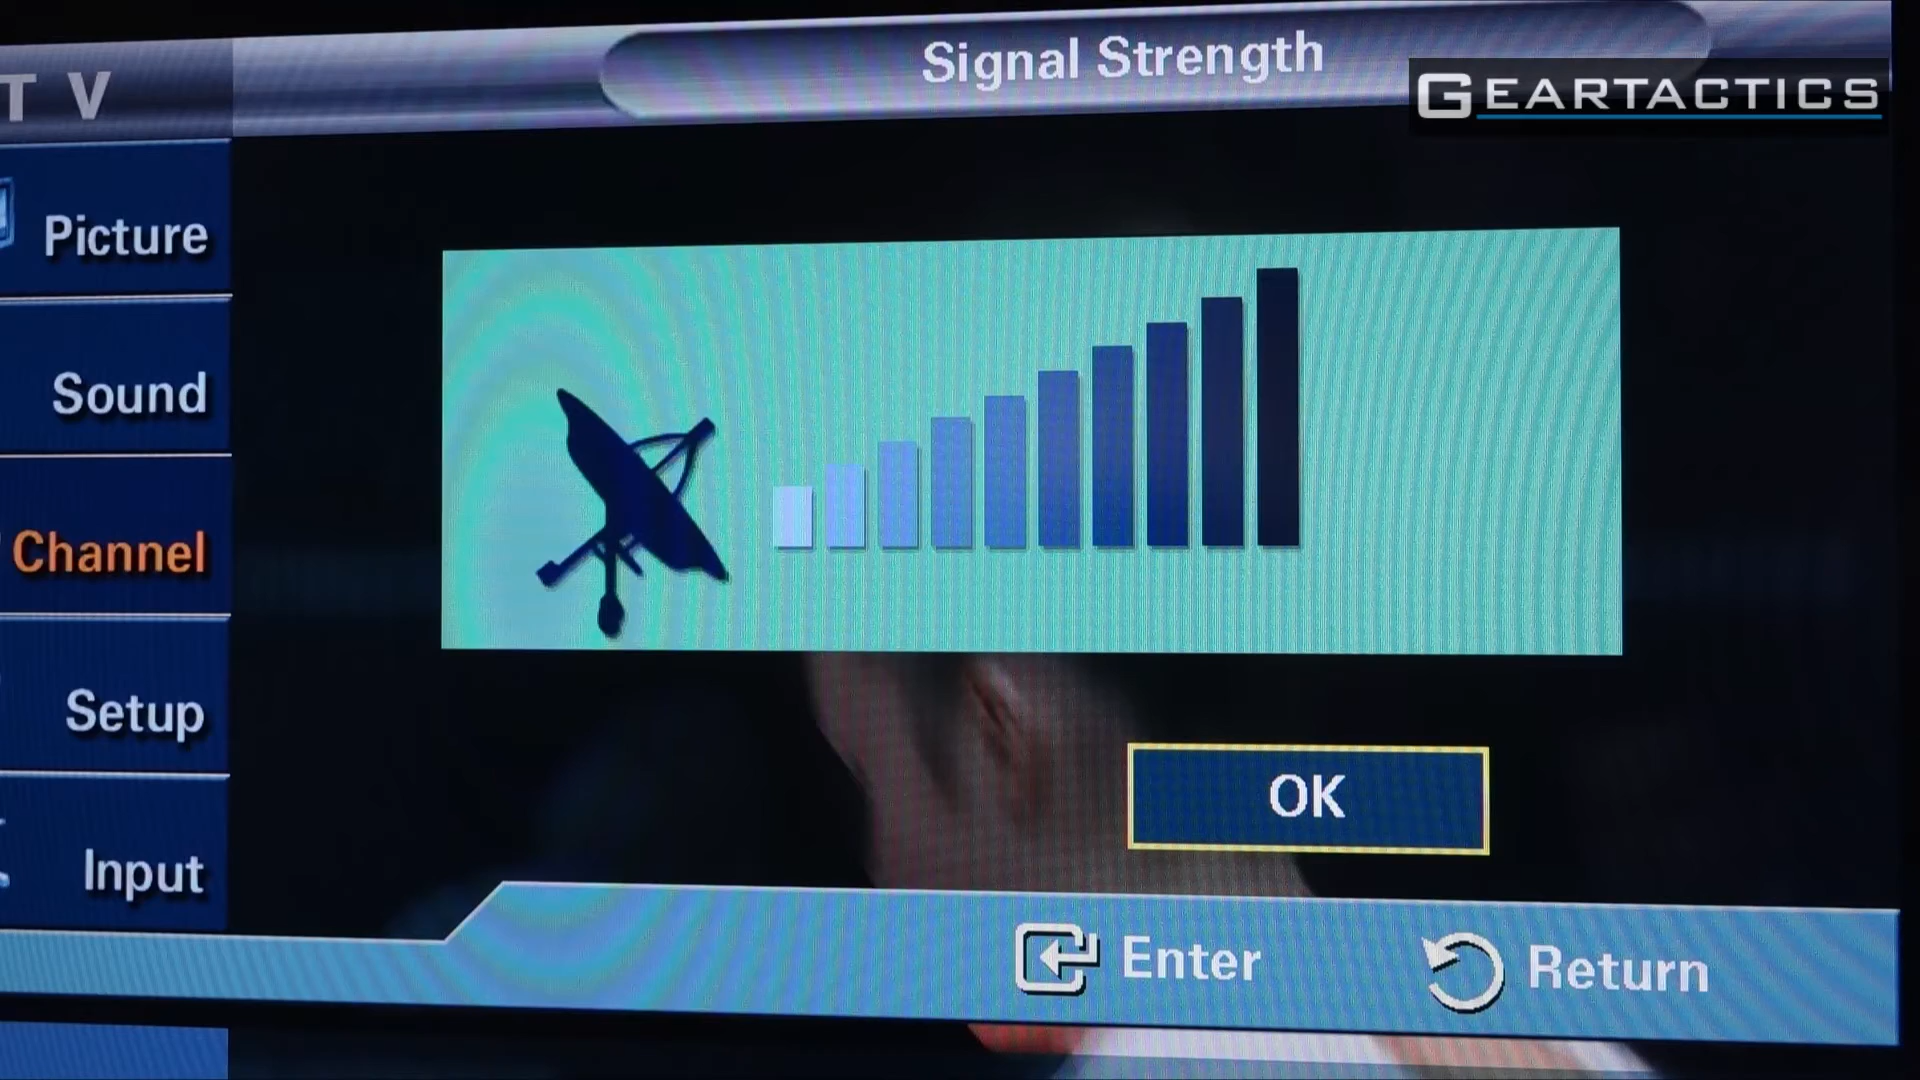 Signal Strength
GEARTACTICS
TV
Picture
Sound
Channel
Setup
Input
OK
Enter
Return